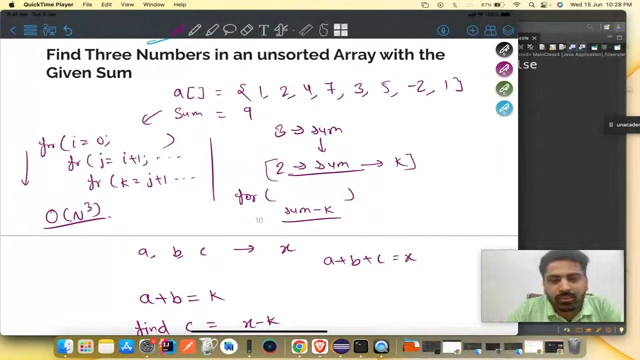 QuickTime Player File Edit View Window Help
Wed 15 Jun 10:28 PM
Find Three Numbers in an unsorted Array with the
Given Sum
a[] = { 1, 2, 4, 7, 3, 5, -2, 1 }
Sum = 9
for ( i = 0; )
for ( j = i+1; ...
for ( k = j+1 ...
O(N³)
3 → sum
[ 2 → sum → k ]
for ( )
sum - k
10
a, b c → x
a + b + c = x
a + b = k
find c = x - k
unacade